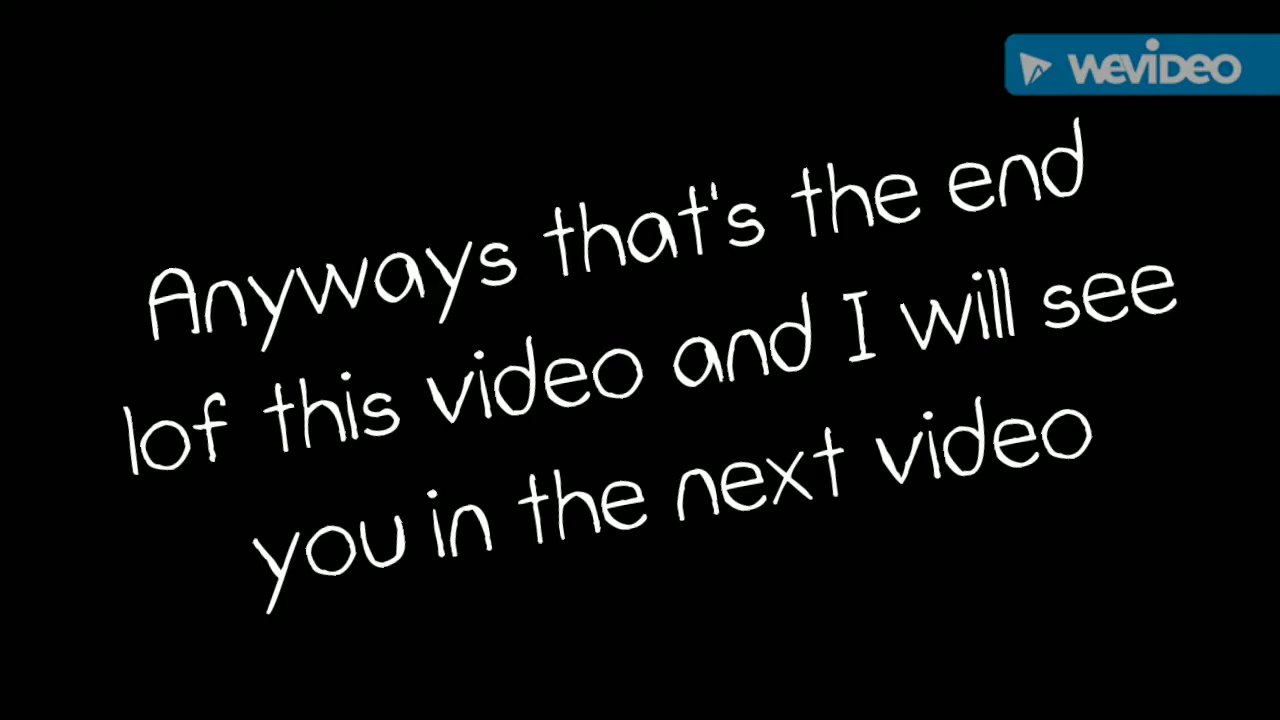 WEVIDEO
Anyways that's the end
lof this video and I will see
you in the next video